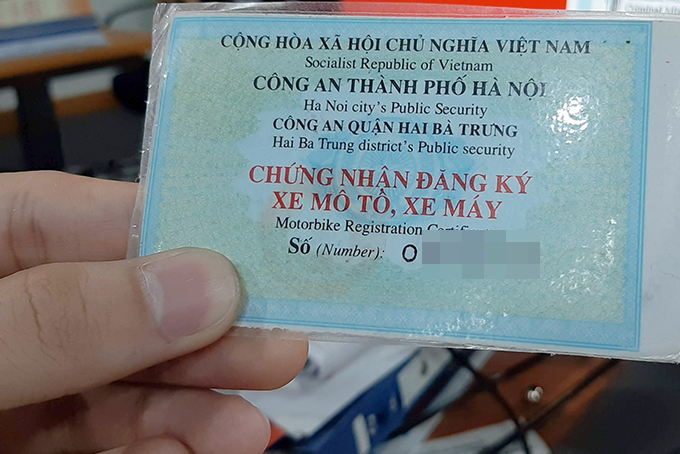 CỘNG HÒA XÃ HỘI CHỦ NGHĨA VIỆT NAM
Socialist Republic of Vietnam
CÔNG AN THÀNH PHỐ HÀ NỘI
Ha Noi city's Public Security
CÔNG AN QUẬN HAI BÀ TRƯNG
Hai Ba Trung district's Public security
CHỨNG NHẬN ĐĂNG KÝ
XE MÔ TÔ, XE MÁY
Motorbike Registration
Số (Number): 0